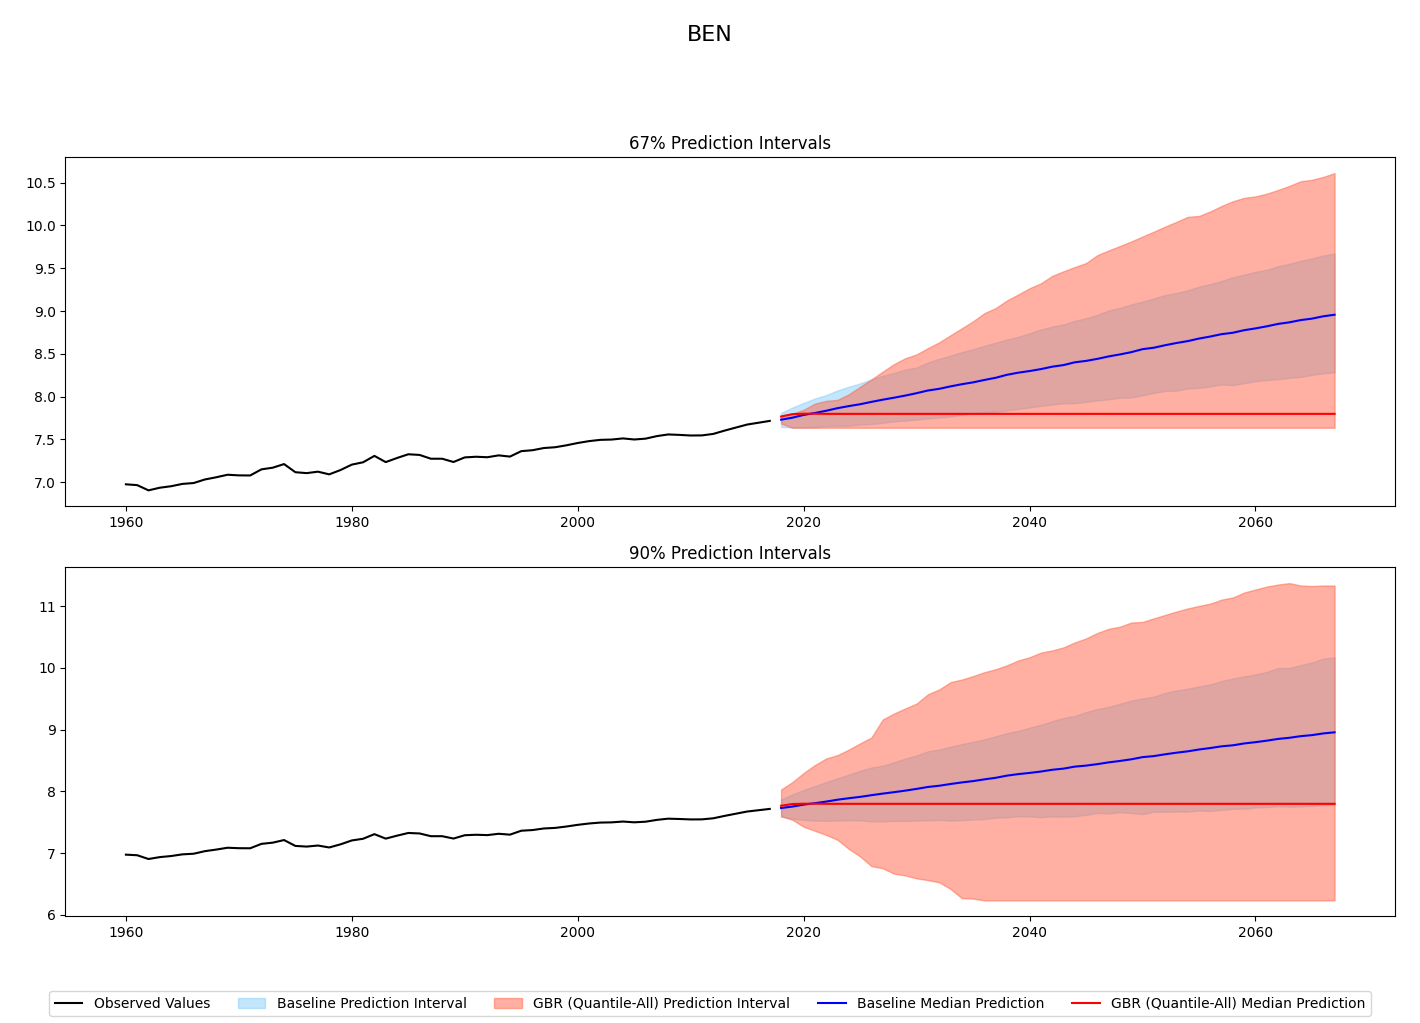 BEN
67% Prediction Intervals
10.5
10.0
9.5
9.0
8.5
8.0
7.5
7.0
1960 1980 2000 2020 2040 2060
90% Prediction Intervals
11
10
9
8
7
6
1960 1980 2000 2020 2040 2060
Observed Values Baseline Prediction Interval GBR (Quantile-All) Prediction Interval Baseline Median Prediction GBR (Quantile-All) Median Prediction